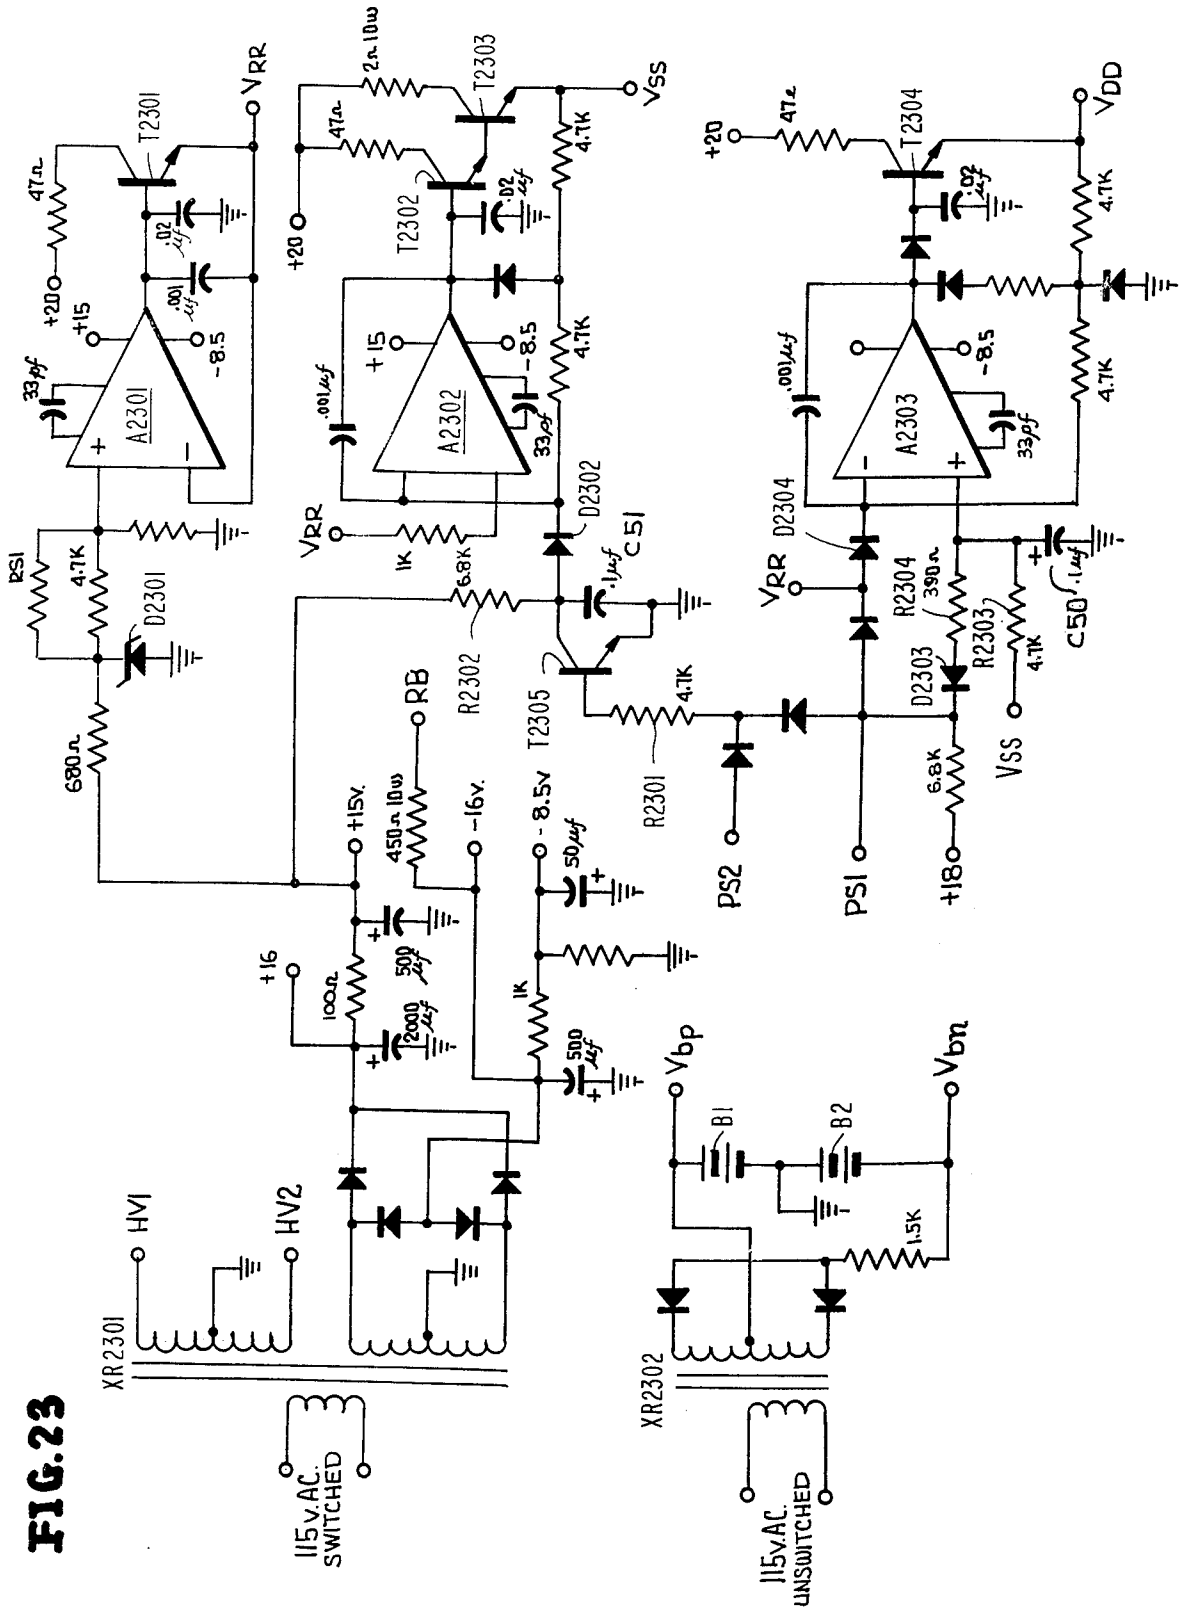 FIG.23
115v.AC.
SWITCHED
XR2301
HV1
HV2
+16
100Ω
2000
μf
+
500
μf
+
+15v.
450Ω 10w
RB
-16v.
500
μf
+
1K
50μf
+
-8.5v
680Ω
D2301
4.7K
RS1
33pf
A2301
+
-
+15
-8.5
+20
47Ω
.001
μf
.02
μf
T2301
VRR
VRR
1K
6.8K
R2302
.001μf
A2302
+15
-8.5
33pf
D2302
.1μf
C51
T2305
4.7K
R2301
4.7K
4.7K
+20
47Ω
2Ω 10w
T2302
T2303
.02
μf
VSS
PS2
PS1
+18
6.8K
D2303
R2304
390Ω
R2303
4.7K
VSS
C50
.1μf
+
VRR
D2304
.001μf
A2303
-
+
-8.5
33pf
4.7K
4.7K
+20
47Ω
T2304
.02
μf
VDD
115v.AC.
UNSWITCHED
XR2302
1.5K
B1
B2
Vbp
Vbn